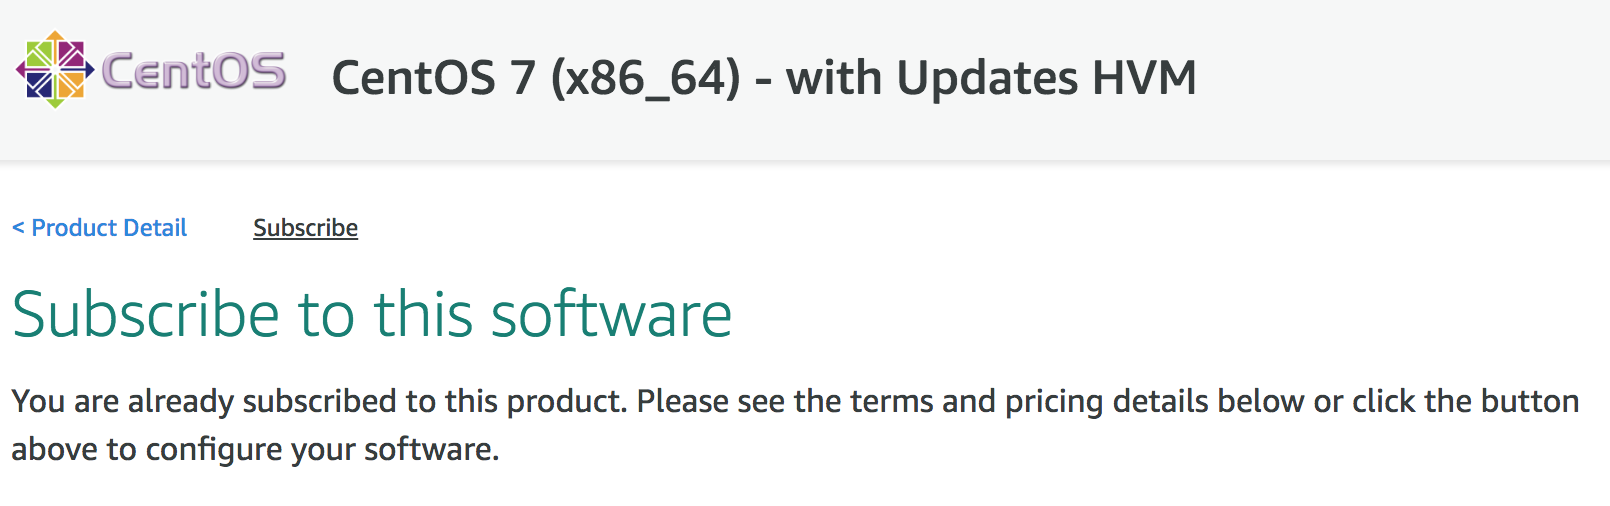 CentOS
CentOS 7 (x86_64) - with Updates HVM
< Product Detail
Subscribe
Subscribe to this software
You are already subscribed to this product. Please see the terms and pricing details below or click the button
above to configure your software.